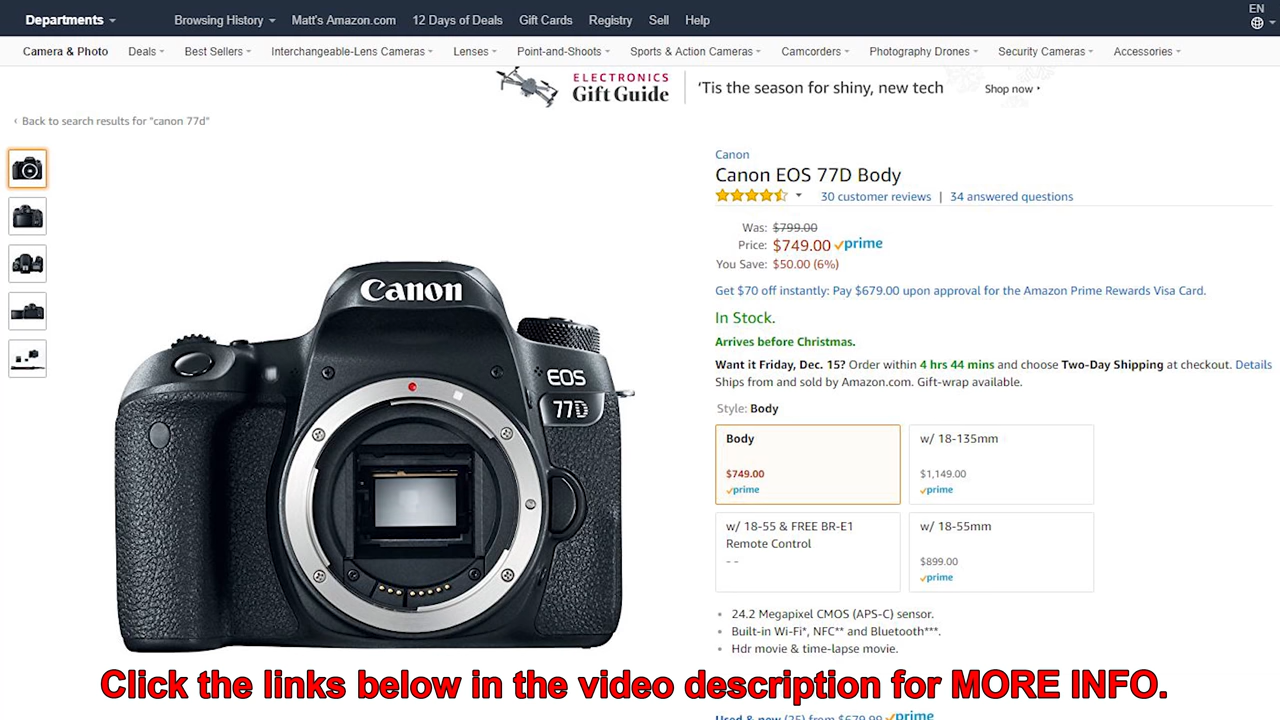 Departments
Browsing History
Matt's Amazon.com
12 Days of Deals
Gift Cards
Registry
Sell
Help
EN
Camera & Photo
Deals
Best Sellers
Interchangeable-Lens Cameras
Lenses
Point-and-Shoots
Sports & Action Cameras
Camcorders
Photography Drones
Security Cameras
Accessories
ELECTRONICS
Gift Guide
'Tis the season for shiny, new tech
Shop now
‹ Back to search results for "canon 77d"
Canon
Canon EOS 77D Body
30 customer reviews | 34 answered questions
Was: $799.00
Price: $749.00 prime
You Save: $50.00 (6%)
Get $70 off instantly: Pay $679.00 upon approval for the Amazon Prime Rewards Visa Card.
In Stock.
Arrives before Christmas.
Want it Friday, Dec. 15? Order within 4 hrs 44 mins and choose Two-Day Shipping at checkout. Details
Ships from and sold by Amazon.com. Gift-wrap available.
Style: Body
Body
$749.00
prime
w/ 18-135mm
$1,149.00
prime
w/ 18-55 & FREE BR-E1
Remote Control
- -
w/ 18-55mm
$899.00
prime
• 24.2 Megapixel CMOS (APS-C) sensor.
• Built-in Wi-Fi*, NFC** and Bluetooth***.
• Hdr movie & time-lapse movie.
Canon
EOS
77D
Click the links below in the video description for MORE INFO.
Used & new (25) from $679.99 prime